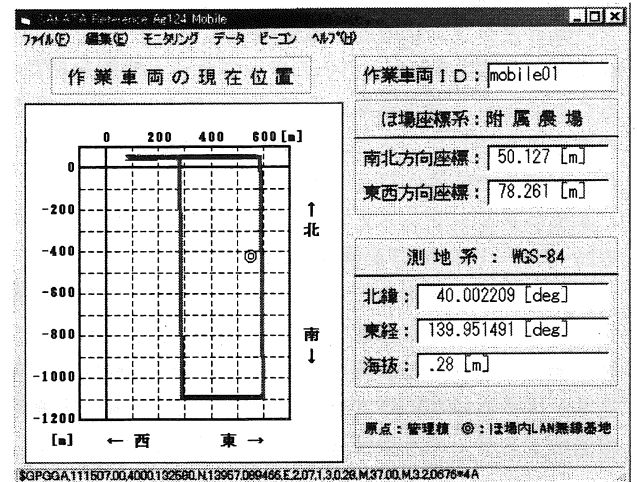 AKATA Reference Ag124 Mobile
ファイル(F) 編集(E) モニタリング データ ビーコン ヘルプ(H)
作業車両の現在位置
0 200 400 600 [m]
0
-200
-400
-600
-800
-1000
-1200
[m]
↑
北
南
↓
← 西 東 →
作業車両ID: mobile01
ほ場座標系:附属農場
南北方向座標: 50.127 [m]
東西方向座標: 78.261 [m]
測地系 : WGS-84
北緯: 40.002209 [deg]
東経: 139.951491 [deg]
海抜: .28 [m]
原点:管理棟 ◎:ほ場内LAN無線基地
$GPGGA,111507.00,4000.132580,N,13957.089466,E,2,07,1.3,0.28,M,37.00,M,3.2,0676*4A